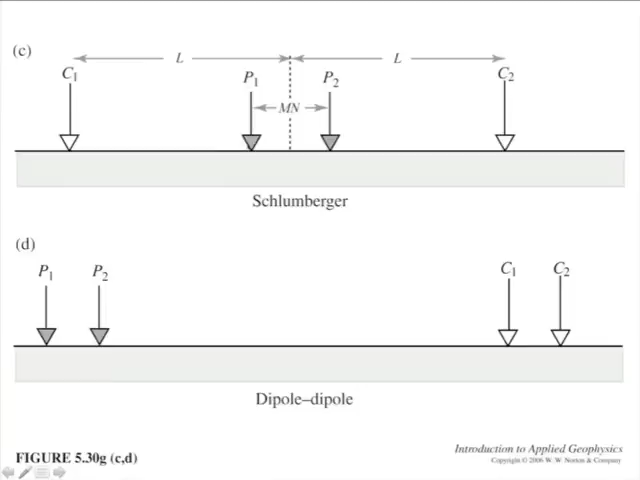 (c)
L
L
C1
P1
P2
C2
MN
Schlumberger
(d)
P1
P2
C1
C2
Dipole–dipole
FIGURE 5.30g (c,d)
Introduction to Applied Geophysics
Copyright © 2006 W. W. Norton & Company